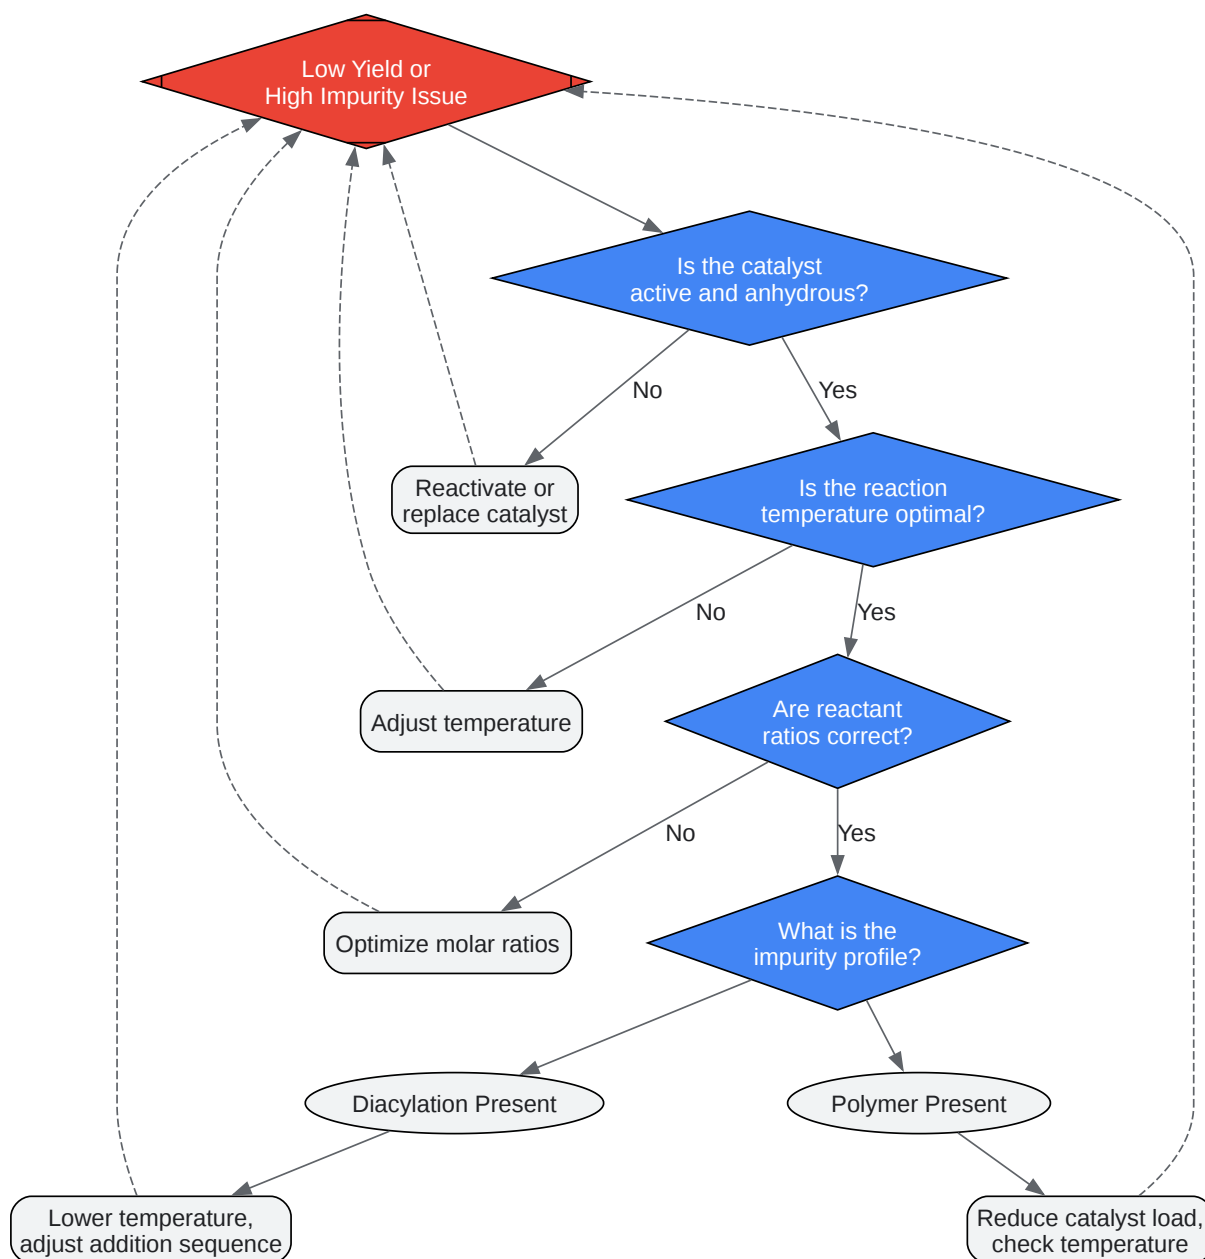 Low Yield or
High Impurity Issue
Is the catalyst
active and anhydrous?
No
Yes
Reactivate or
replace catalyst
Is the reaction
temperature optimal?
No
Yes
Adjust temperature
Are reactant
ratios correct?
No
Yes
Optimize molar ratios
What is the
impurity profile?
Diacylation Present
Polymer Present
Lower temperature,
adjust addition sequence
Reduce catalyst load,
check temperature